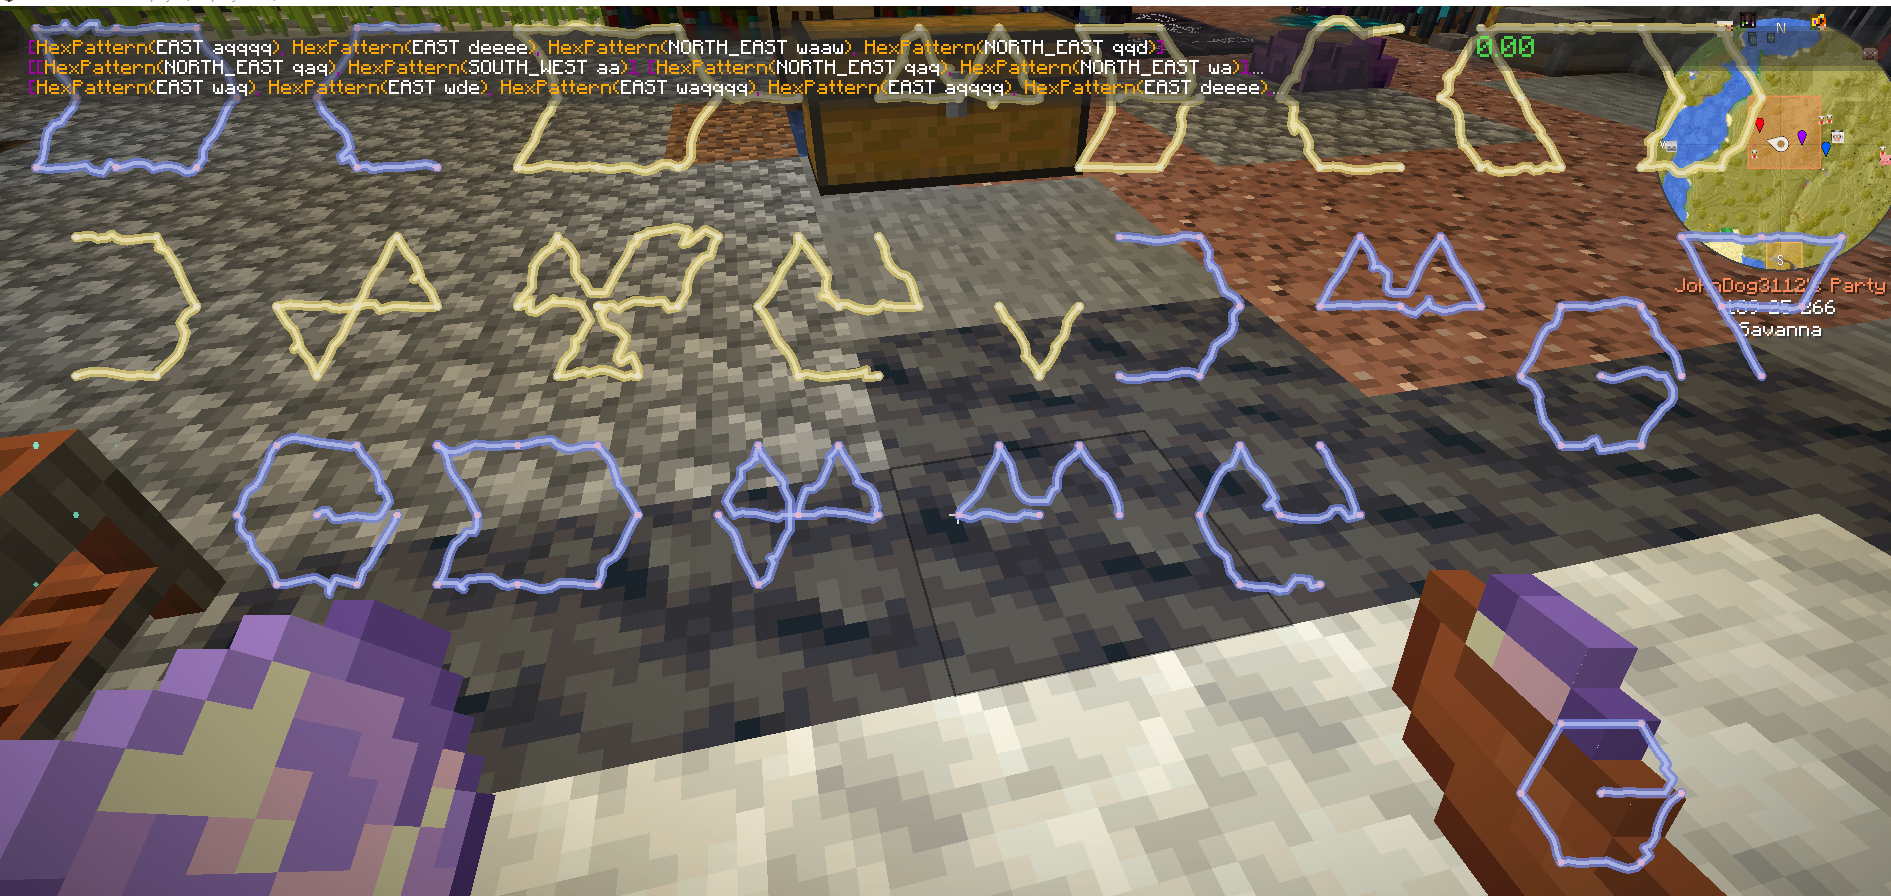 [HexPattern(EAST aqqqq), HexPattern(EAST deeee), HexPattern(NORTH_EAST waaw), HexPattern(NORTH_EAST qqd)]
[[HexPattern(NORTH_EAST qaq), HexPattern(SOUTH_WEST aa)], [HexPattern(NORTH_EAST qaq), HexPattern(NORTH_EAST wa)]...
[HexPattern(EAST waq), HexPattern(EAST wde), HexPattern(EAST waqqqq), HexPattern(EAST aqqqq), HexPattern(EAST deeee)...
0.00
N
W
S
JohnDog3112's Party
Savanna